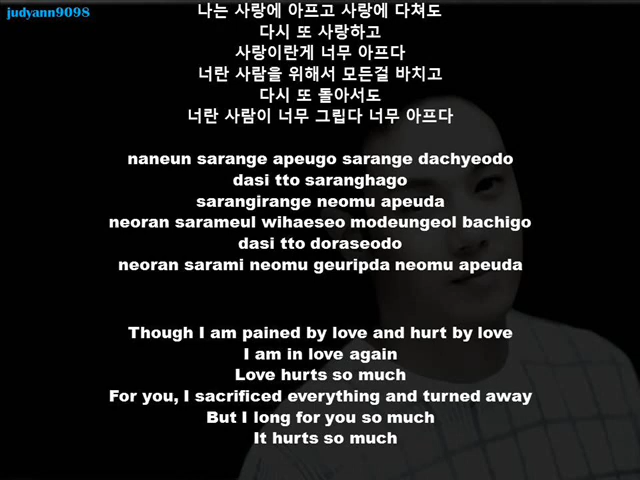 judyann9098
나는 사랑에 아프고 사랑에 다쳐도
다시 또 사랑하고
사랑이란게 너무 아프다
너란 사람을 위해서 모든걸 바치고
다시 또 돌아서도
너란 사람이 너무 그립다 너무 아프다
naneun sarange apeugo sarange dachyeodo
dasi tto saranghago
sarangirange neomu apeuda
neoran sarameul wihaeseo modeungeol bachigo
dasi tto doraseodo
neoran sarami neomu geuripda neomu apeuda
Though I am pained by love and hurt by love
I am in love again
Love hurts so much
For you, I sacrificed everything and turned away
But I long for you so much
It hurts so much